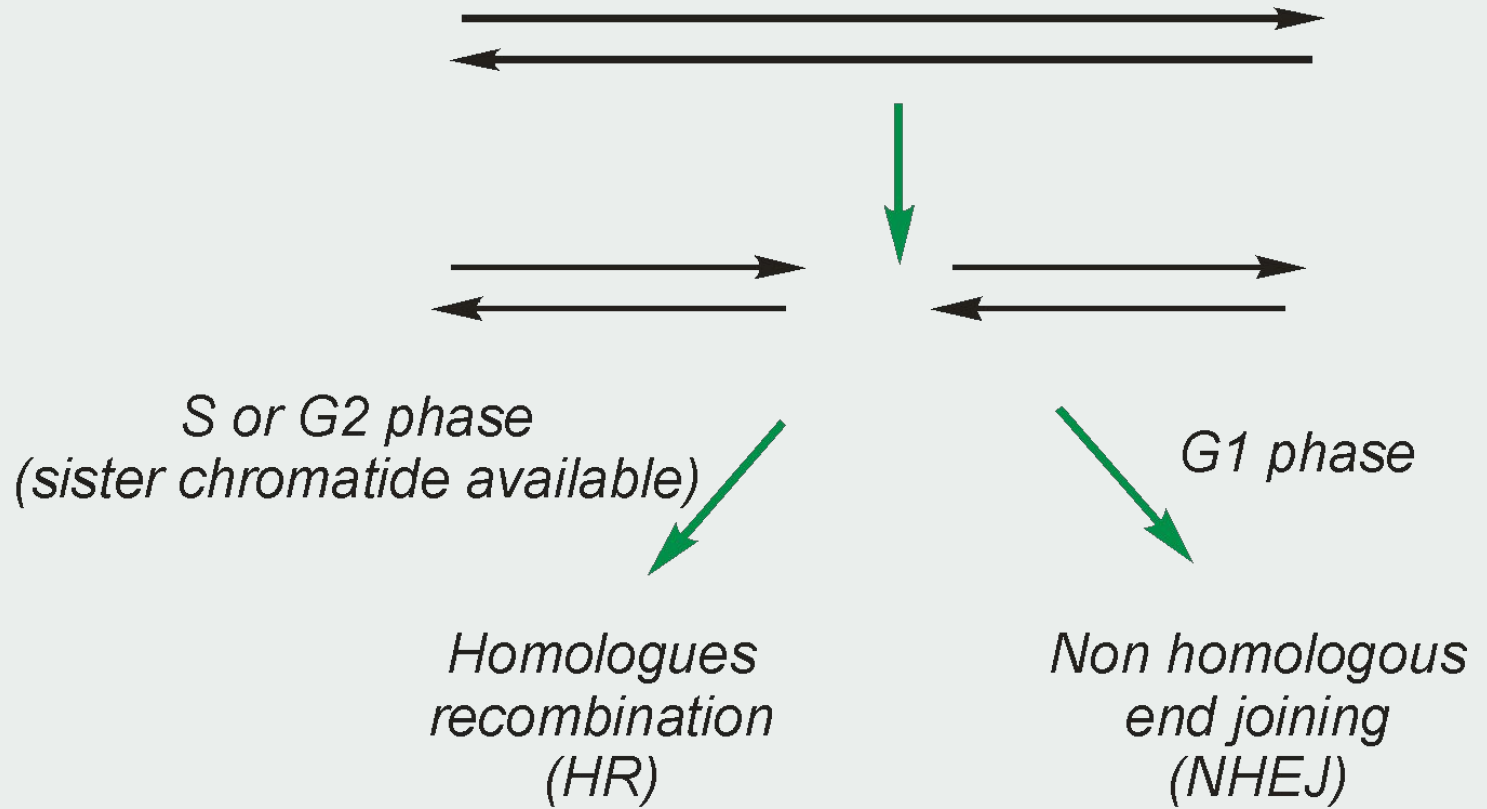 S or G2 phase
(sister chromatide available)
G1 phase
Homologues
recombination
(HR)
Non homologous
end joining
(NHEJ)